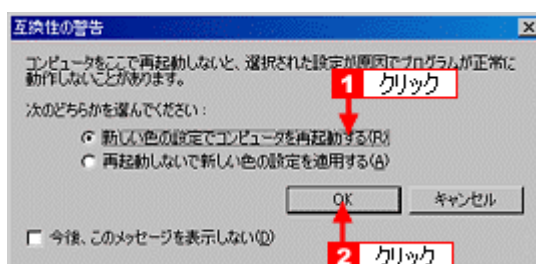 互換性の警告
コンピュータをここで再起動しないと、選択された設定が原因でプログラムが正常に
動作しないことがあります。
1 クリック
次のどちらかを選んでください：
新しい色の設定でコンピュータを再起動する(R)
再起動しないで新しい色の設定を適用する(A)
OK
キャンセル
今後、このメッセージを表示しない(D)
2 クリック